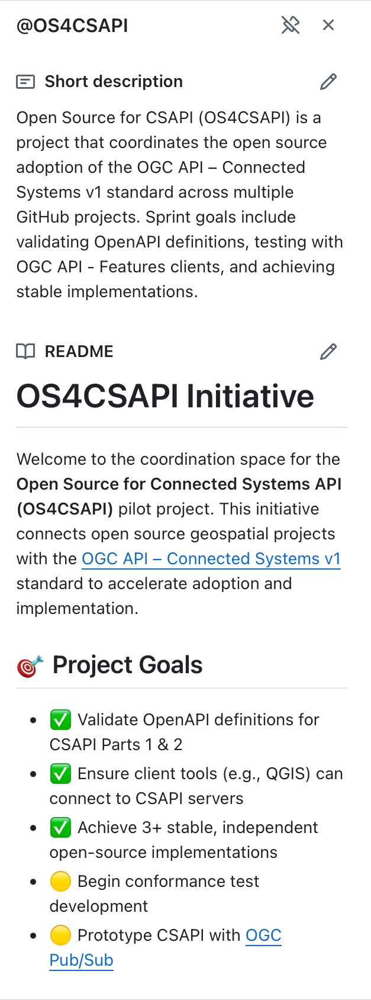 @OS4CSAPI
Short description
Open Source for CSAPI (OS4CSAPI) is a
project that coordinates the open source
adoption of the OGC API – Connected
Systems v1 standard across multiple
GitHub projects. Sprint goals include
validating OpenAPI definitions, testing with
OGC API - Features clients, and achieving
stable implementations.
README
OS4CSAPI Initiative
Welcome to the coordination space for the
Open Source for Connected Systems API
(OS4CSAPI) pilot project. This initiative
connects open source geospatial projects
with the OGC API – Connected Systems v1
standard to accelerate adoption and
implementation.
🎯 Project Goals
• ✅ Validate OpenAPI definitions for
CSAPI Parts 1 & 2
• ✅ Ensure client tools (e.g., QGIS) can
connect to CSAPI servers
• ✅ Achieve 3+ stable, independent
open-source implementations
• 🟡 Begin conformance test
development
• 🟡 Prototype CSAPI with OGC
Pub/Sub